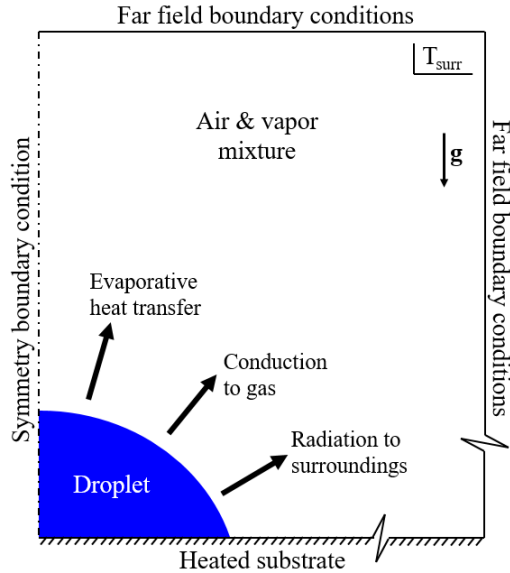 Far field boundary conditions
T_surr
Air & vapor
mixture
g
Far field boundary conditions
Symmetry boundary condition
Evaporative
heat transfer
Conduction
to gas
Radiation to
surroundings
Droplet
Heated substrate